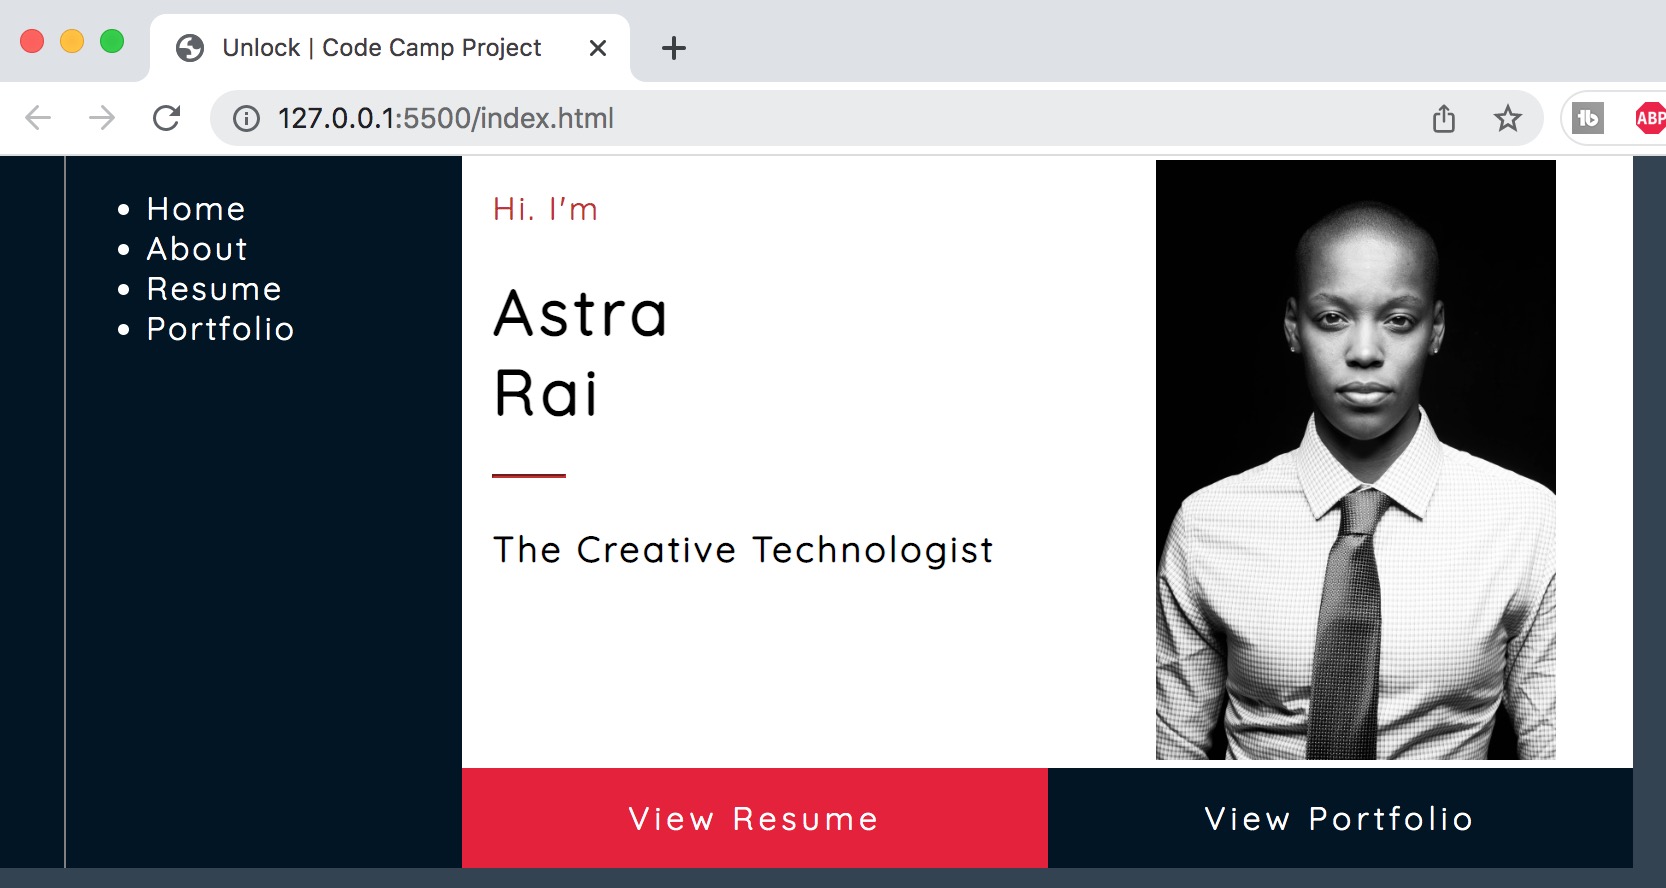 Unlock | Code Camp Project
127.0.0.1:5500/index.html
ABP
Home
About
Resume
Portfolio
Hi. I'm
Astra
Rai
The Creative Technologist
View Resume
View Portfolio